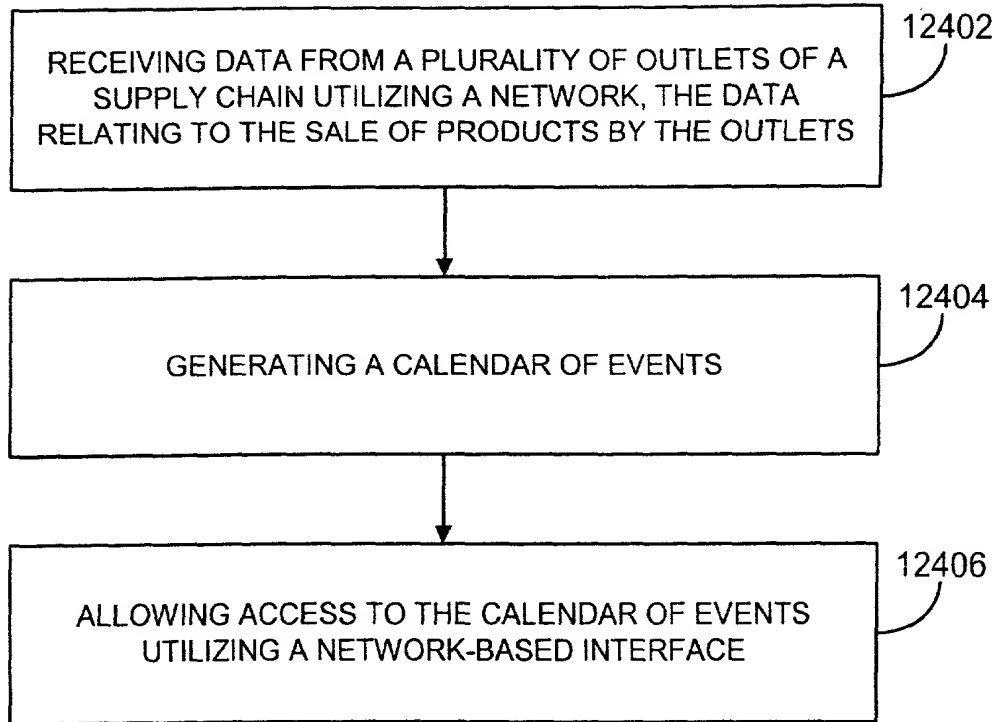 12402
RECEIVING DATA FROM A PLURALITY OF OUTLETS OF A
SUPPLY CHAIN UTILIZING A NETWORK, THE DATA
RELATING TO THE SALE OF PRODUCTS BY THE OUTLETS
12404
GENERATING A CALENDAR OF EVENTS
12406
ALLOWING ACCESS TO THE CALENDAR OF EVENTS
UTILIZING A NETWORK-BASED INTERFACE